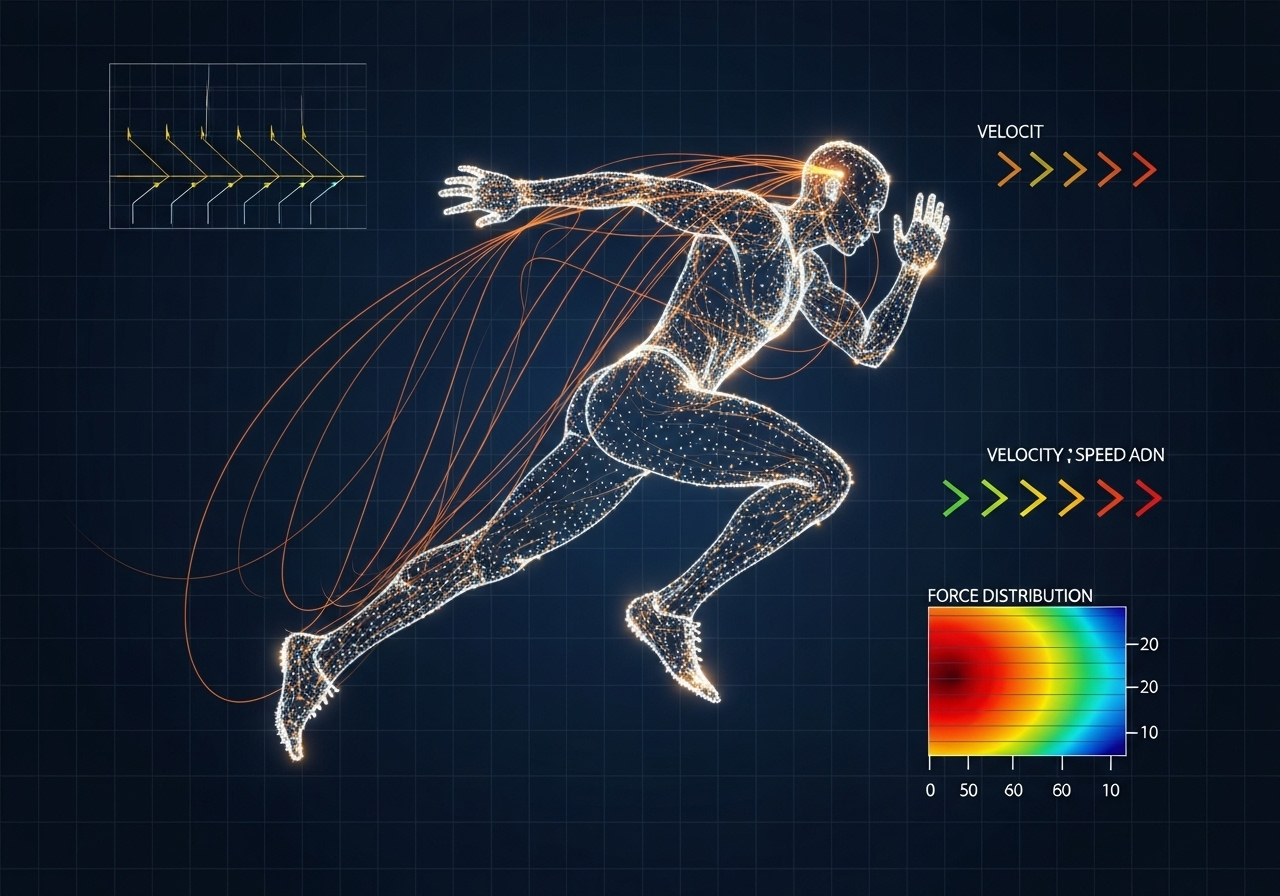 VELOCIT
VELOCITY ; SPEED ADN
FORCE DISTRIBUTION
20
20
10
0 50 60 60 10